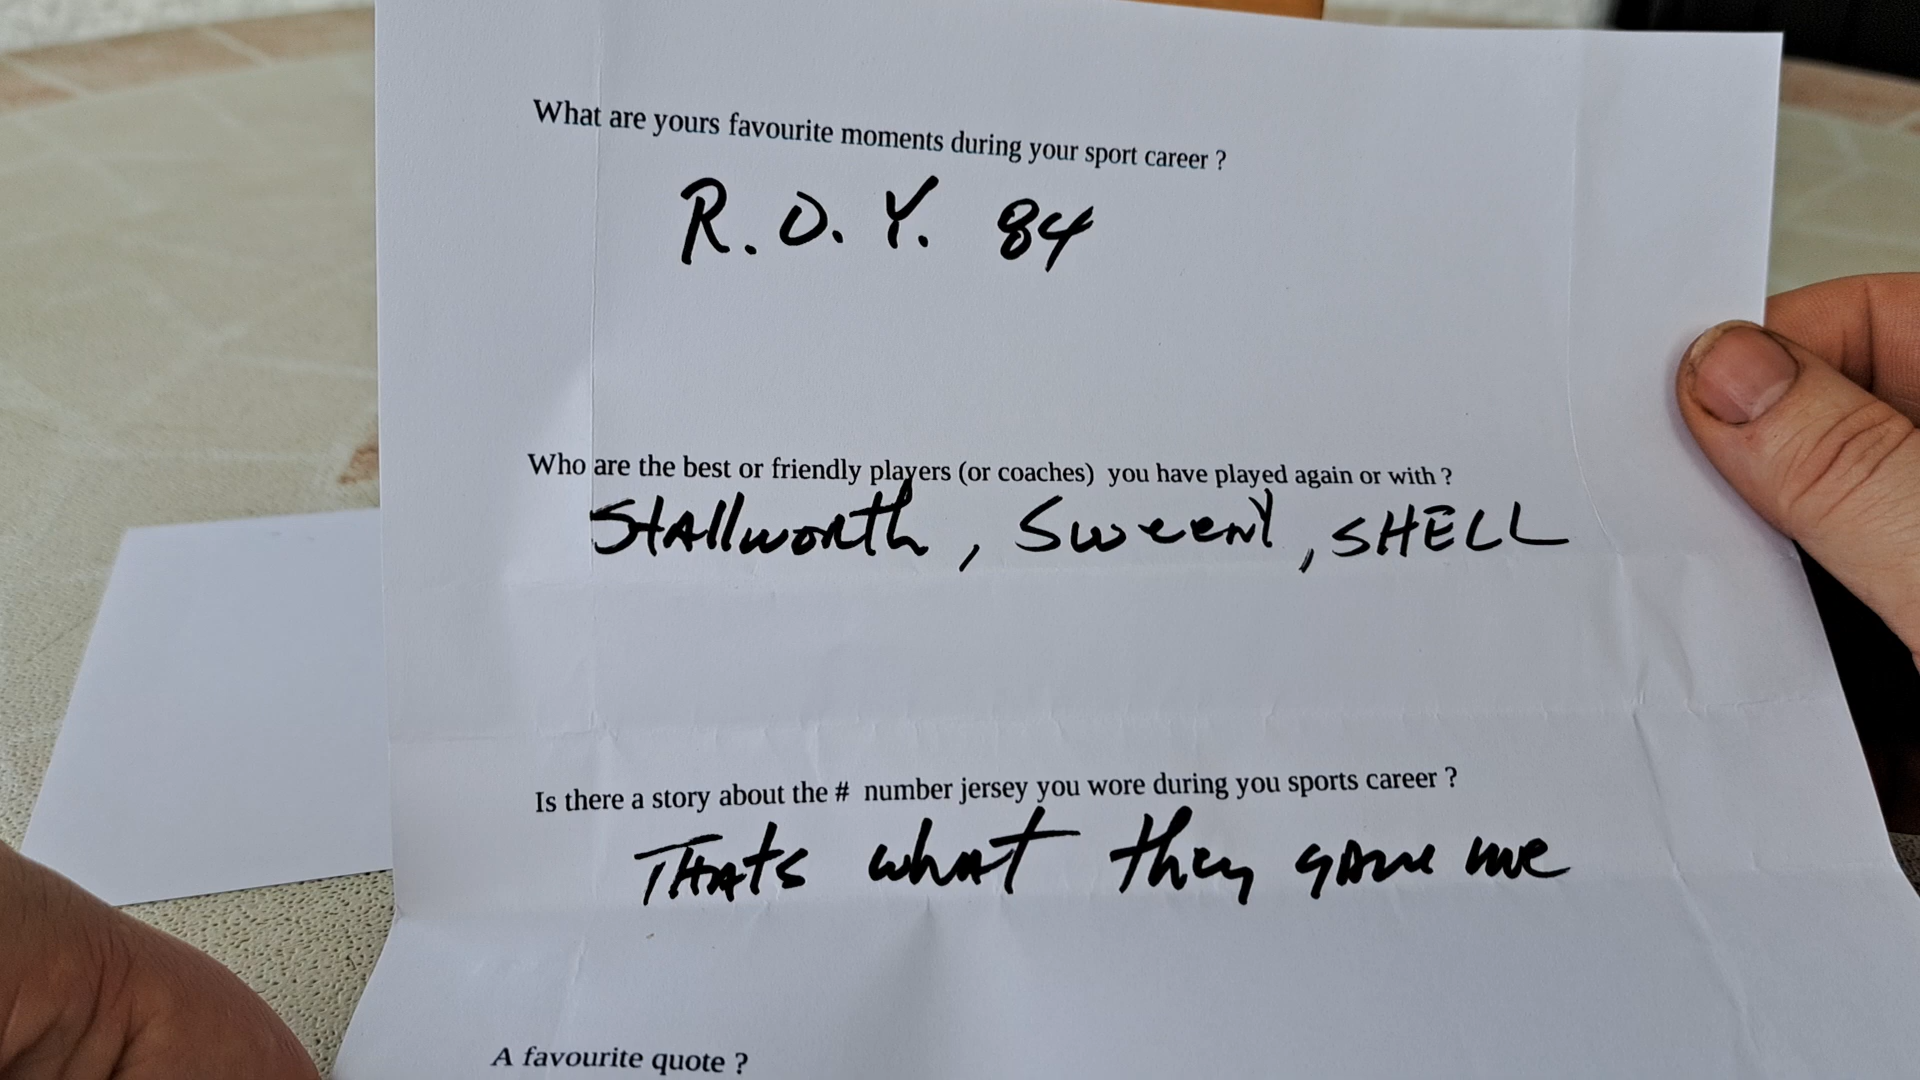 What are yours favourite moments during your sport career ?
R.O.Y. 84
Who are the best or friendly players (or coaches) you have played again or with ?
Stallworth, Sweeny, SHELL
Is there a story about the # number jersey you wore during you sports career ?
THAts what they gave me
A favourite quote ?